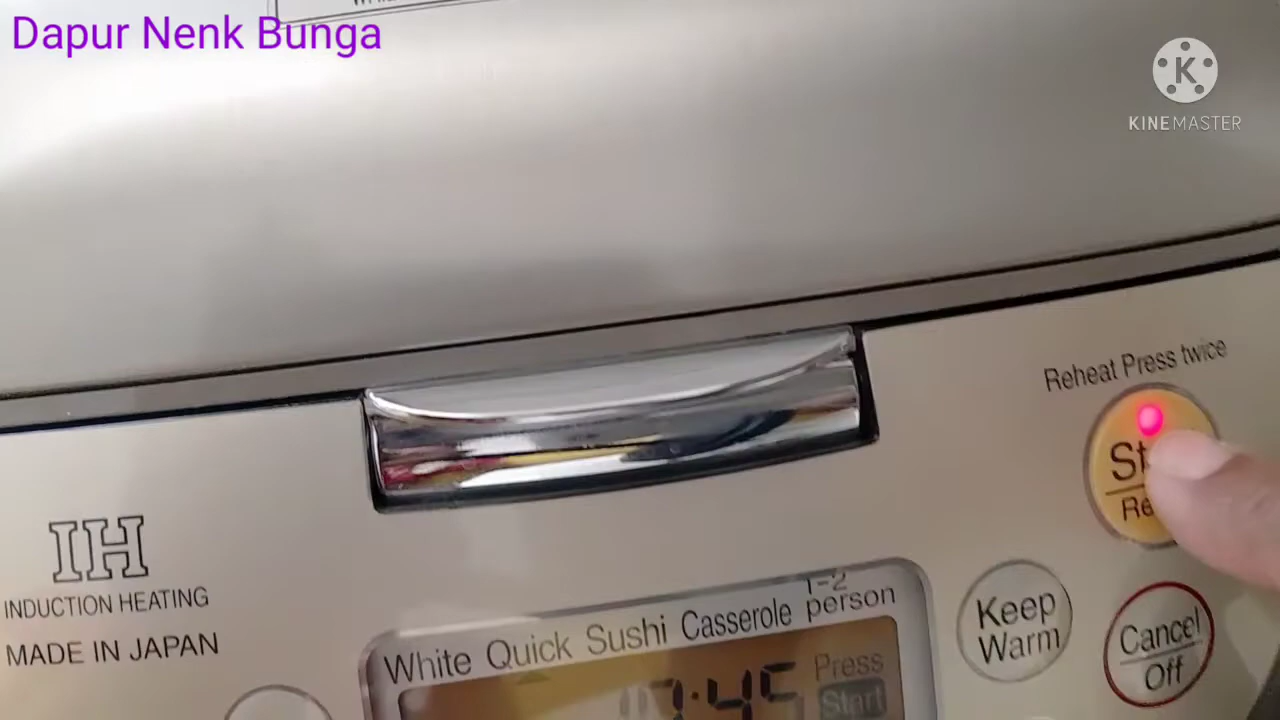 Dapur Nenk Bunga
K
KINEMASTER
Reheat Press twice
IH
INDUCTION HEATING
MADE IN JAPAN
White Quick Sushi Casserole 1-2 person
Press
Start
Keep
Warm
Cancel
Off